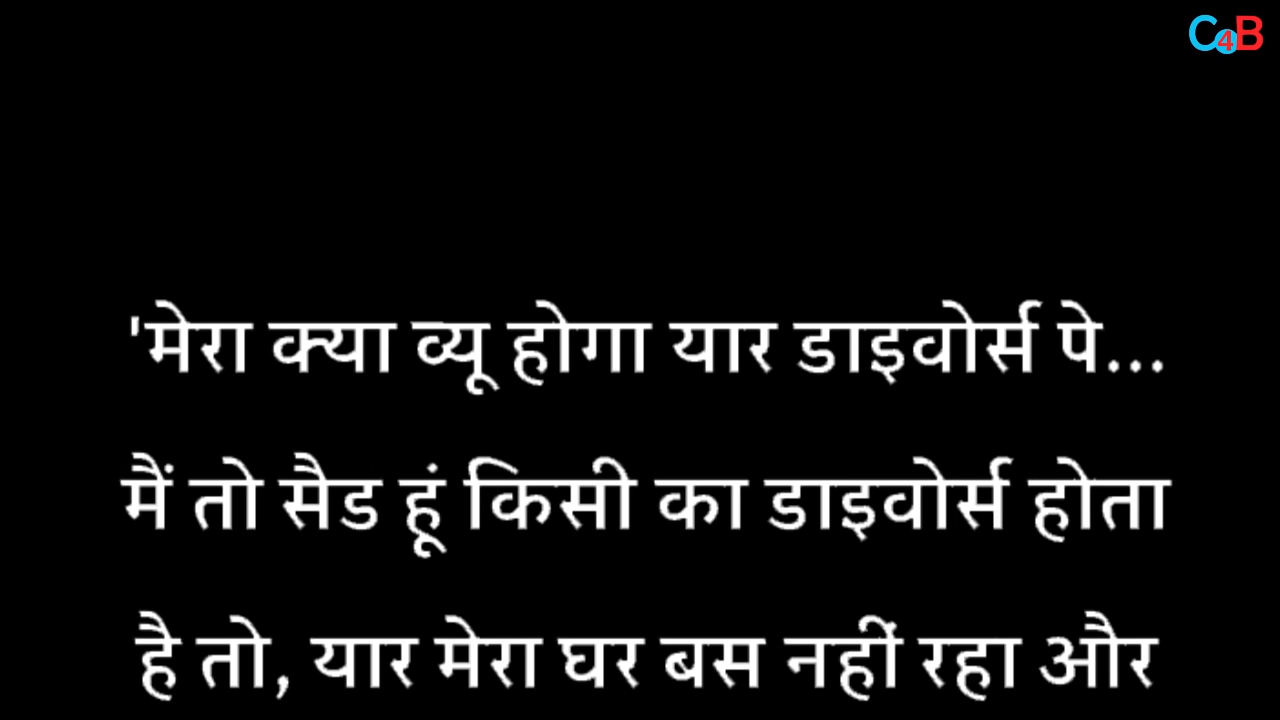 C4B
'मेरा क्या व्यू होगा यार डाइवोर्स पे...
मैं तो सैड हूं किसी का डाइवोर्स होता
है तो, यार मेरा घर बस नहीं रहा और